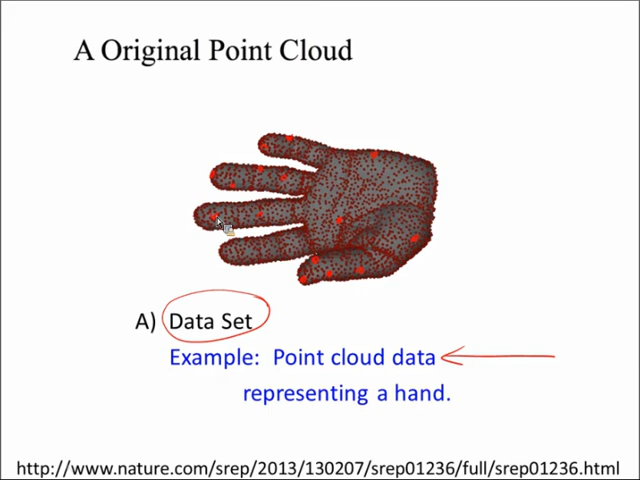 A Original Point Cloud
A) Data Set
Example: Point cloud data
representing a hand.
http://www.nature.com/srep/2013/130207/srep01236/full/srep01236.html